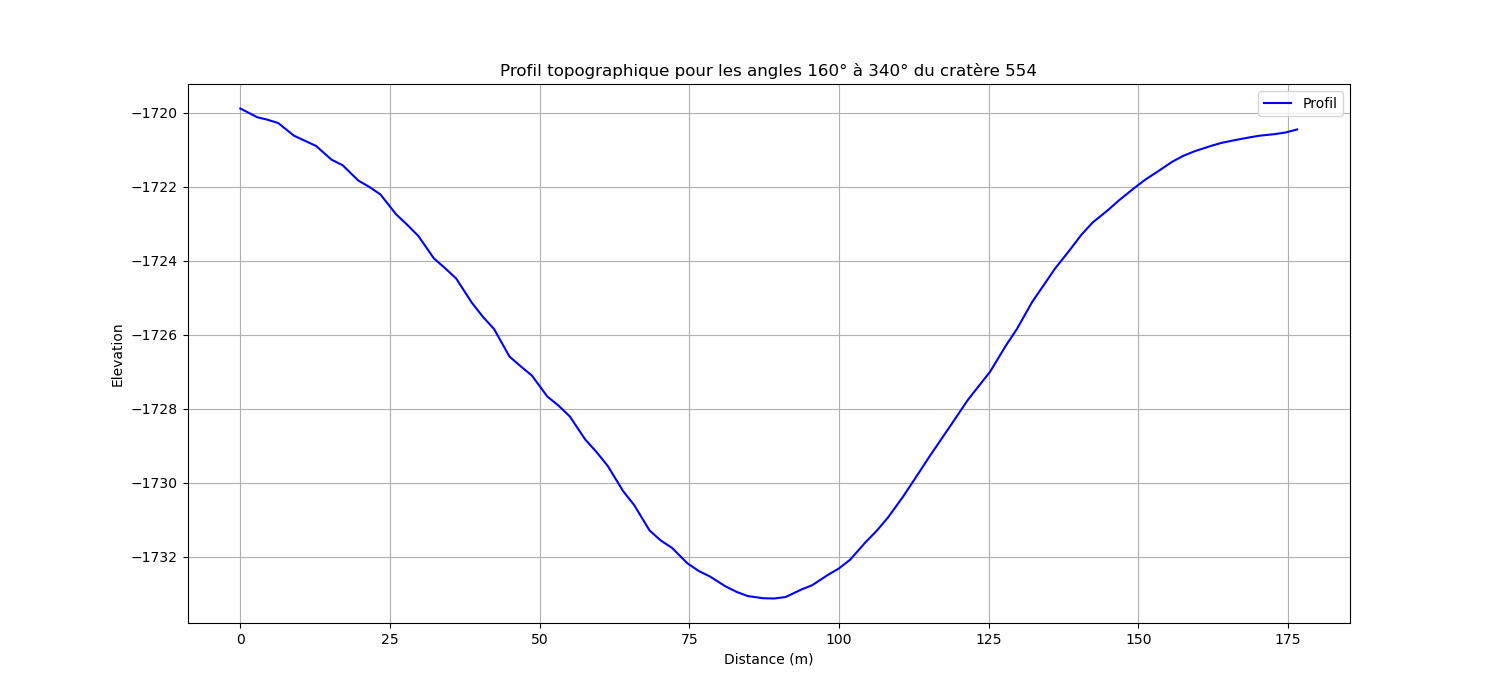 Profil topographique pour les angles 160° à 340° du cratère 554
Profil
−1720
−1722
−1724
−1726
−1728
−1730
−1732
Elevation
0 25 50 75 100 125 150 175
Distance (m)